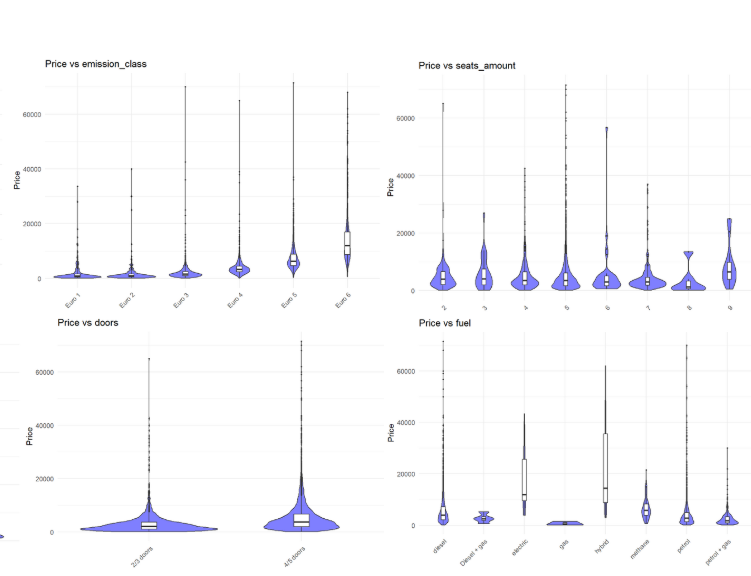 Price vs emission_class
Price
60000
40000
20000
0
Euro 1
Euro 2
Euro 3
Euro 4
Euro 5
Euro 6
Price vs seats_amount
Price
60000
40000
20000
0
2
3
4
5
6
7
8
9
Price vs doors
Price
60000
40000
20000
0
2/3 doors
4/5 doors
Price vs fuel
Price
60000
40000
20000
0
diesel
Diesel + gas
electric
gas
hybrid
methane
petrol
petrol + gas